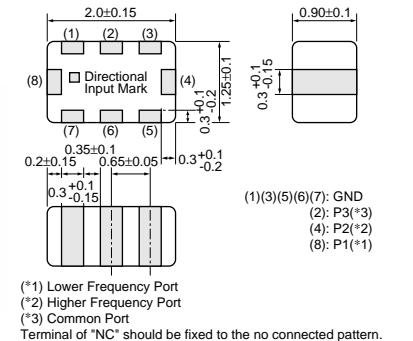 2.0±0.15
0.90±0.1
(1) (2) (3)
(8) Directional (4)
Input Mark
(7) (6) (5)
1.25±0.1
0.3 +0.1 -0.2
0.3 +0.1 -0.15
0.35±0.1
0.2±0.15 0.65±0.05
0.3 +0.1 -0.2
0.3 +0.1 -0.15
(1)(3)(5)(6)(7): GND
(2): P3(*3)
(4): P2(*2)
(8): P1(*1)
(*1) Lower Frequency Port
(*2) Higher Frequency Port
(*3) Common Port
Terminal of "NC" should be fixed to the no connected pattern.